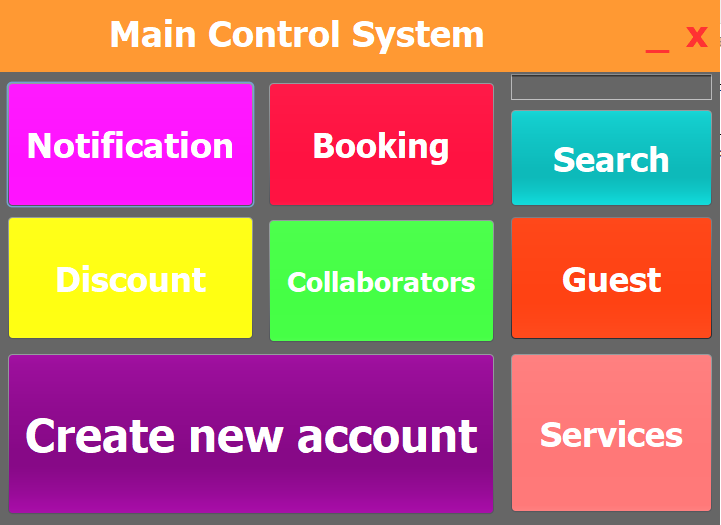 Main Control System
_ x
Notification
Booking
Search
Discount
Collaborators
Guest
Create new account
Services